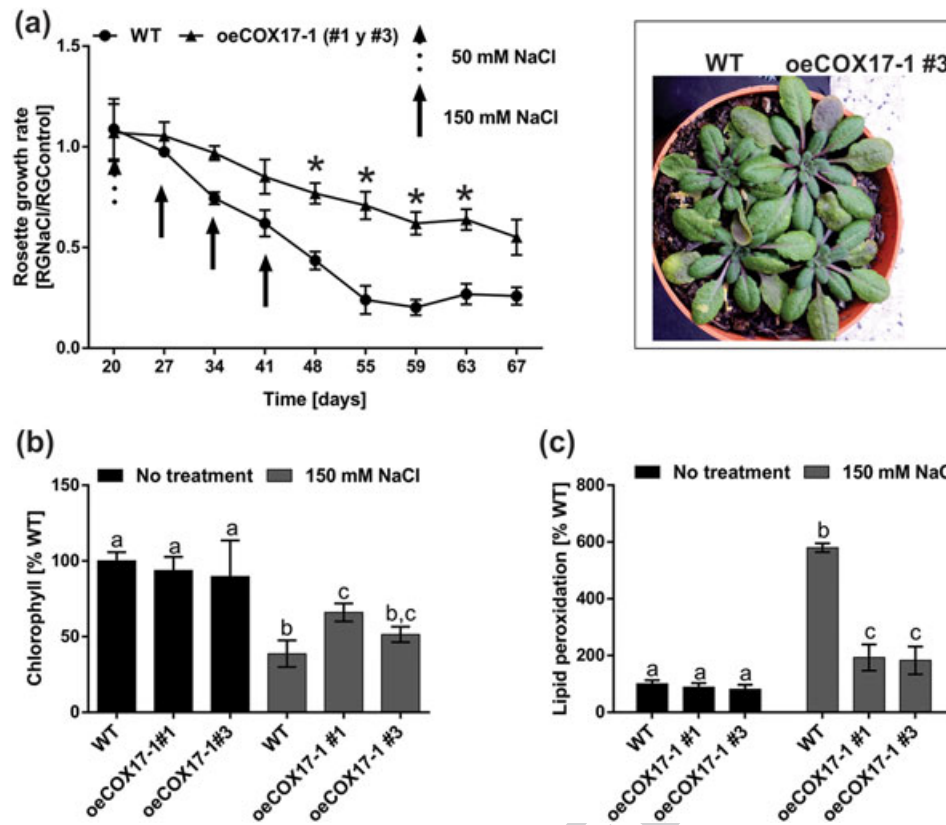 (a)
WT oeCOX17-1 (#1 y #3)
50 mM NaCl
150 mM NaCl
Rosette growth rate
[RGNaCl/RGControl]
1.5
1.0
0.5
0.0
* * * *
20 27 34 41 48 55 59 63 67
Time [days]
WT oeCOX17-1 #3
(b)
No treatment 150 mM NaCl
Chlorophyll [% WT]
150
100
50
0
a a a b c b,c
WT
oeCOX17-1#1
oeCOX17-1#3
WT
oeCOX17-1 #1
oeCOX17-1 #3
(c)
No treatment 150 mM NaC
Lipid peroxidation [% WT]
800
600
400
200
0
a a a b c c
WT
oeCOX17-1 #1
oeCOX17-1 #3
WT
oeCOX17-1 #1
oeCOX17-1 #3